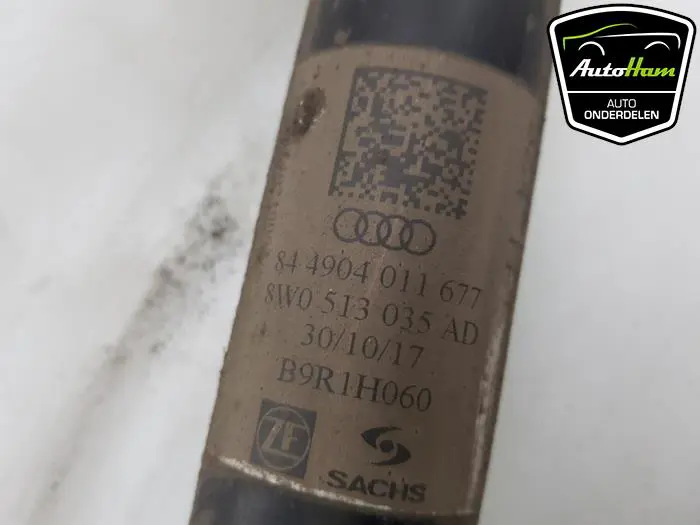 AutoHam
AUTO
ONDERDELEN
84 4904 011 677
8W0 513 035 AD
30/10/17
B9R1H060
ZF
SACHS